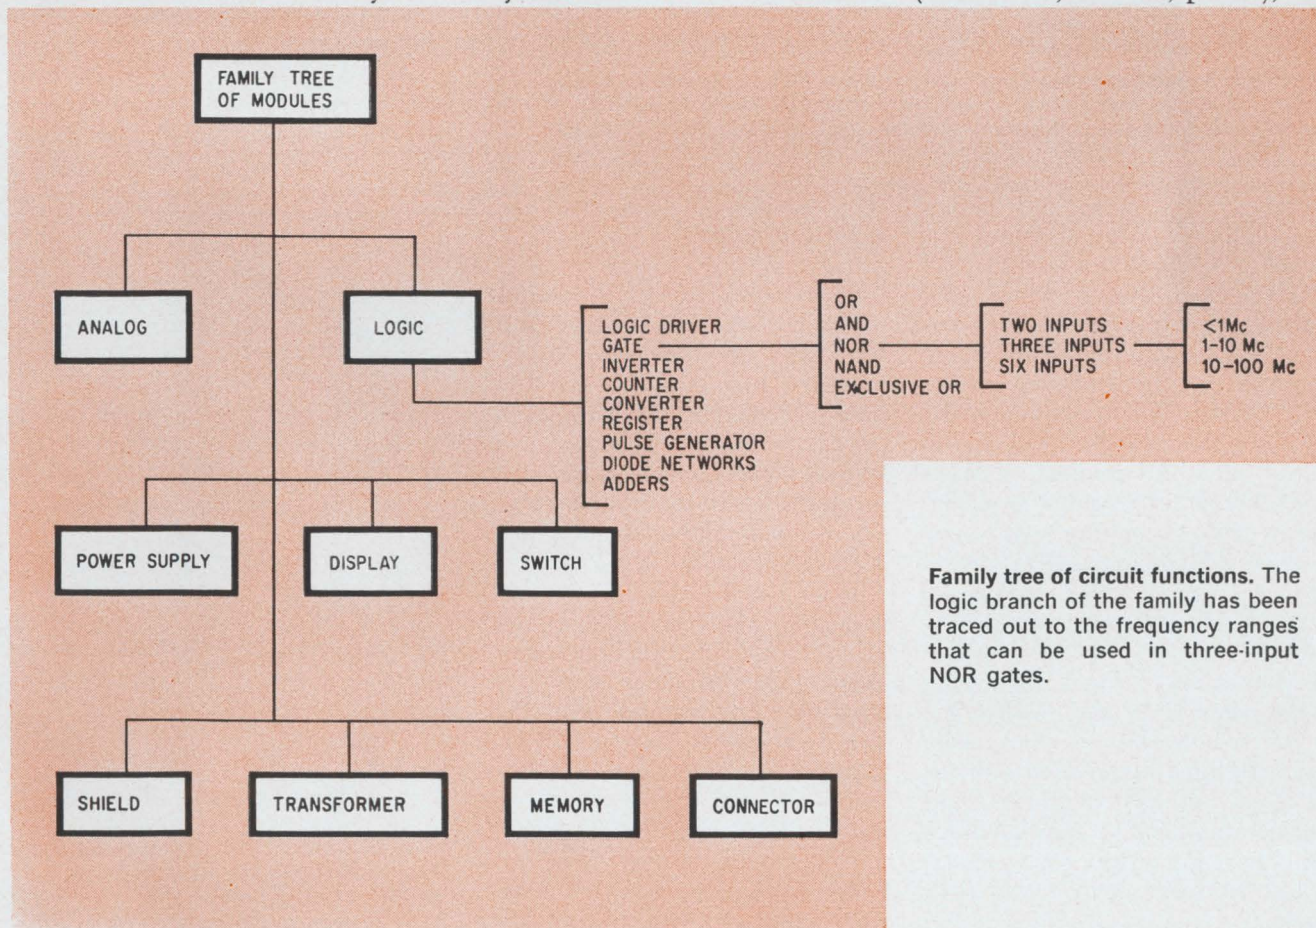 FAMILY TREE
OF MODULES
ANALOG
LOGIC
LOGIC DRIVER
GATE
INVERTER
COUNTER
CONVERTER
REGISTER
PULSE GENERATOR
DIODE NETWORKS
ADDERS
OR
AND
NOR
NAND
EXCLUSIVE OR
TWO INPUTS
THREE INPUTS
SIX INPUTS
<1Mc
1-10 Mc
10-100 Mc
POWER SUPPLY
DISPLAY
SWITCH
Family tree of circuit functions. The
logic branch of the family has been
traced out to the frequency ranges
that can be used in three-input
NOR gates.
SHIELD
TRANSFORMER
MEMORY
CONNECTOR